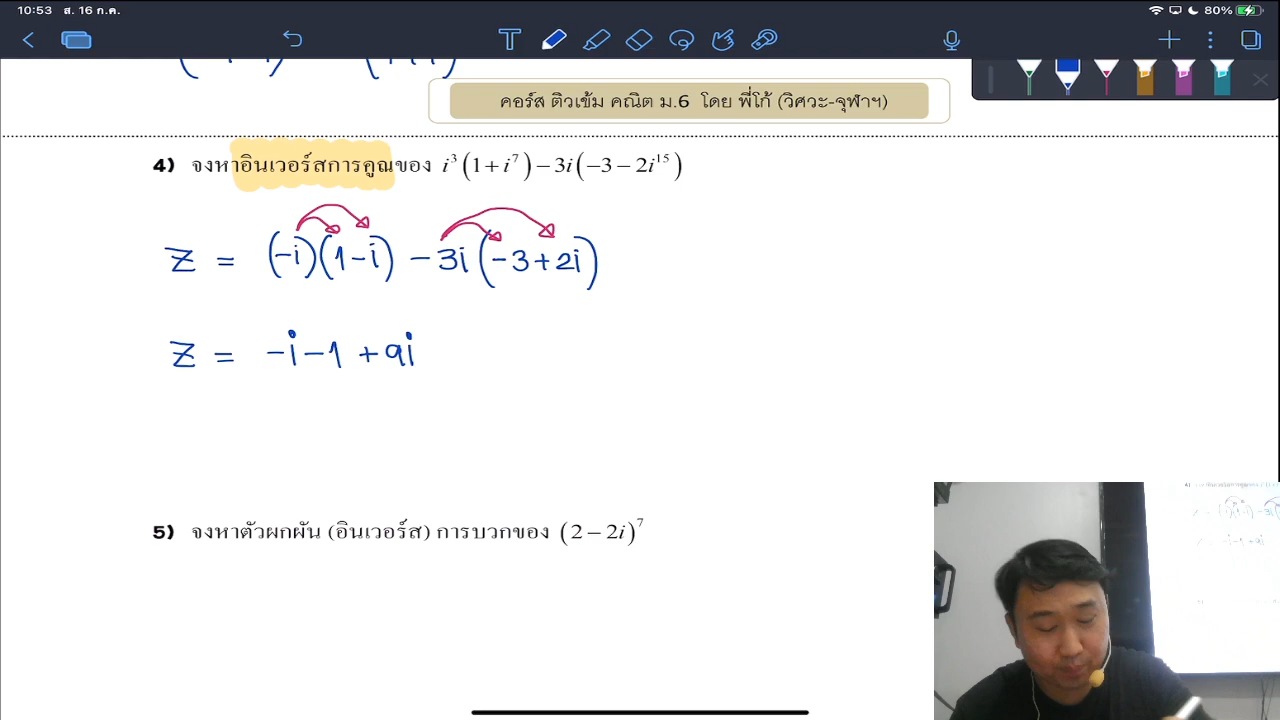 10:53 ส. 16 ก.ค. 80%
คอร์ส ติวเข้ม คณิต ม.6 โดย พี่โก้ (วิศวะ-จุฬาฯ)
4) จงหาอินเวอร์สการคูณของ i³(1+i⁷)−3i(−3−2i¹⁵)
Z = (-i)(1-i) - 3i(-3+2i)
Z = -i-1+9i
5) จงหาตัวผกผัน (อินเวอร์ส) การบวกของ (2−2i)⁷